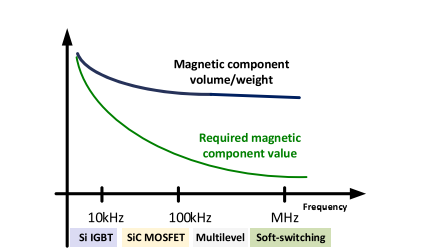 Magnetic component
volume/weight
Required magnetic
component value
Frequency
10kHz 100kHz MHz
Si IGBT SiC MOSFET Multilevel Soft-switching